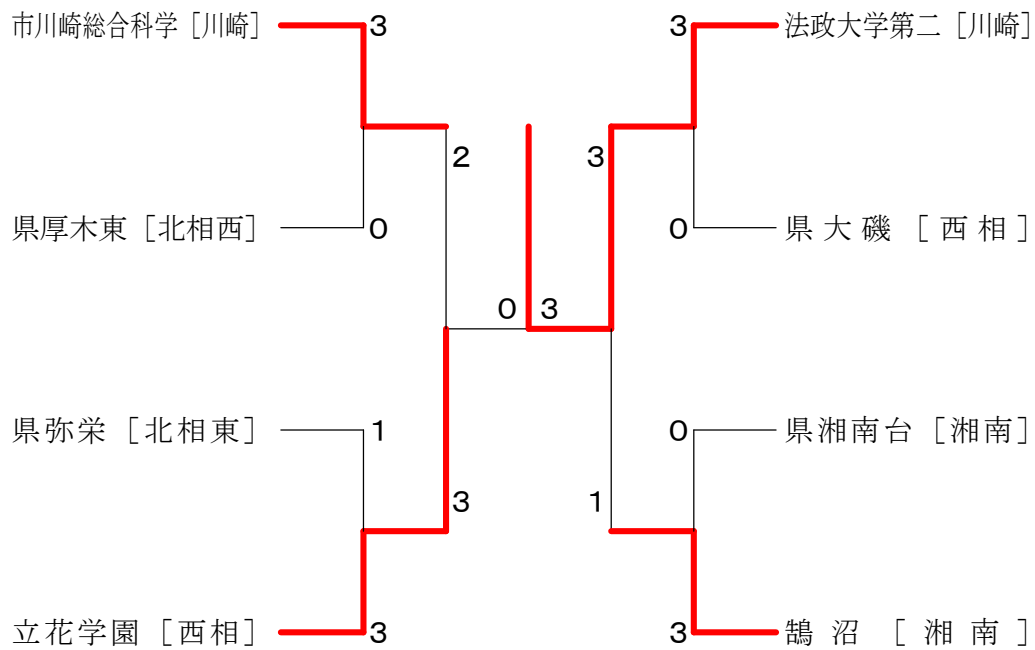 市川崎総合科学［川崎］ 3 3 法政大学第二［川崎］
2 3
県厚木東［北相西］ 0 0 県大磯［西相］
0 3
県弥栄［北相東］ 1 0 県湘南台［湘南］
3 1
立花学園［西相］ 3 3 鵠沼［湘南］